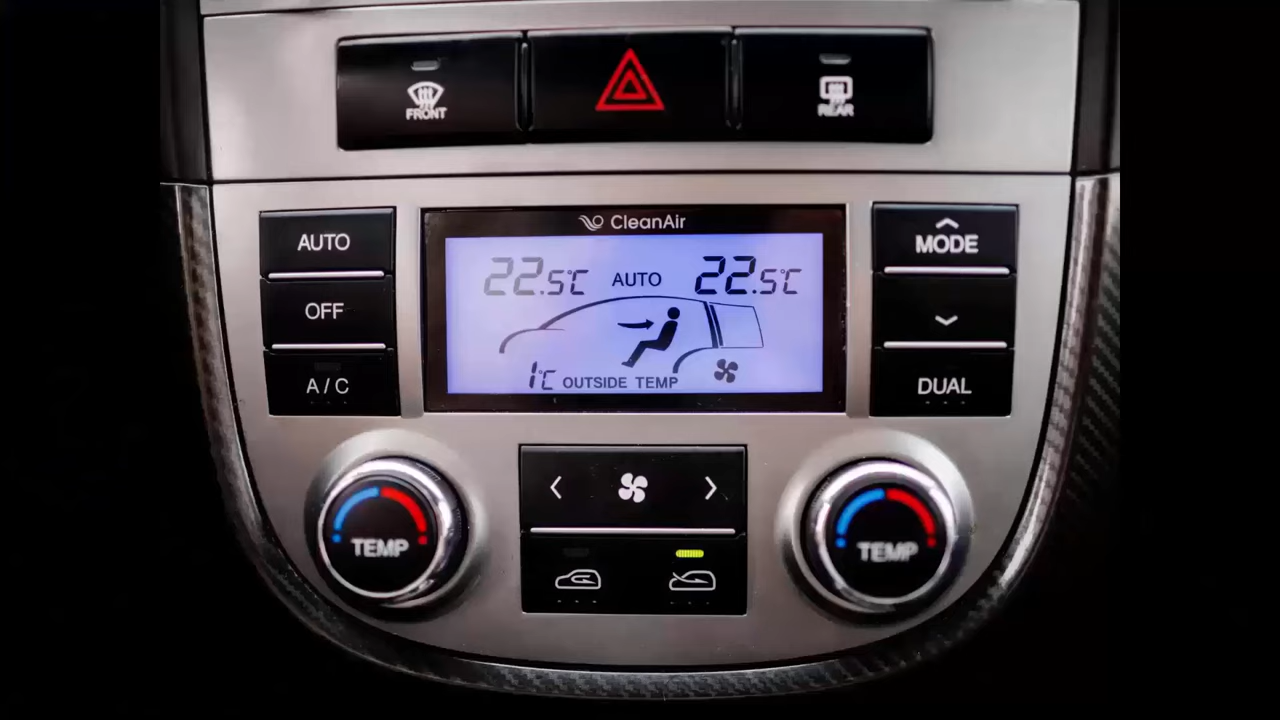 FRONT
REAR
CleanAir
AUTO
22.5°C AUTO 22.5°C
MODE
OFF
1°C OUTSIDE TEMP
A/C
DUAL
TEMP
TEMP